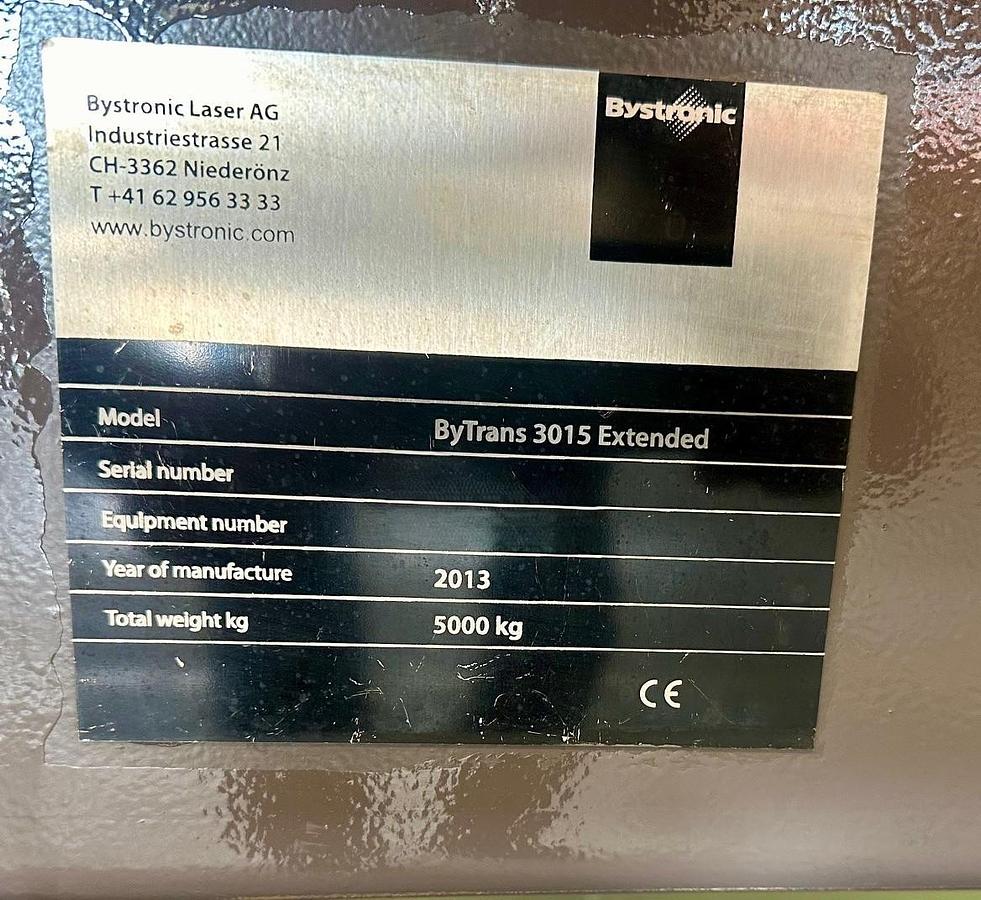 Bystronic Laser AG
Industriestrasse 21
CH-3362 Niederönz
T +41 62 956 33 33
www.bystronic.com
Bystronic
Model ByTrans 3015 Extended
Serial number
Equipment number
Year of manufacture 2013
Total weight kg 5000 kg
CE